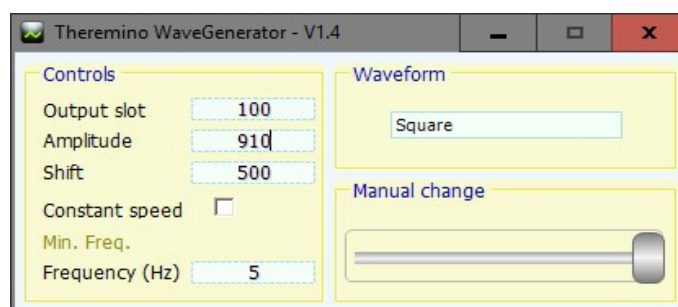 Theremino WaveGenerator - V1.4
Controls
Output slot 100
Amplitude 910
Shift 500
Constant speed
Min. Freq.
Frequency (Hz) 5
Waveform
Square
Manual change